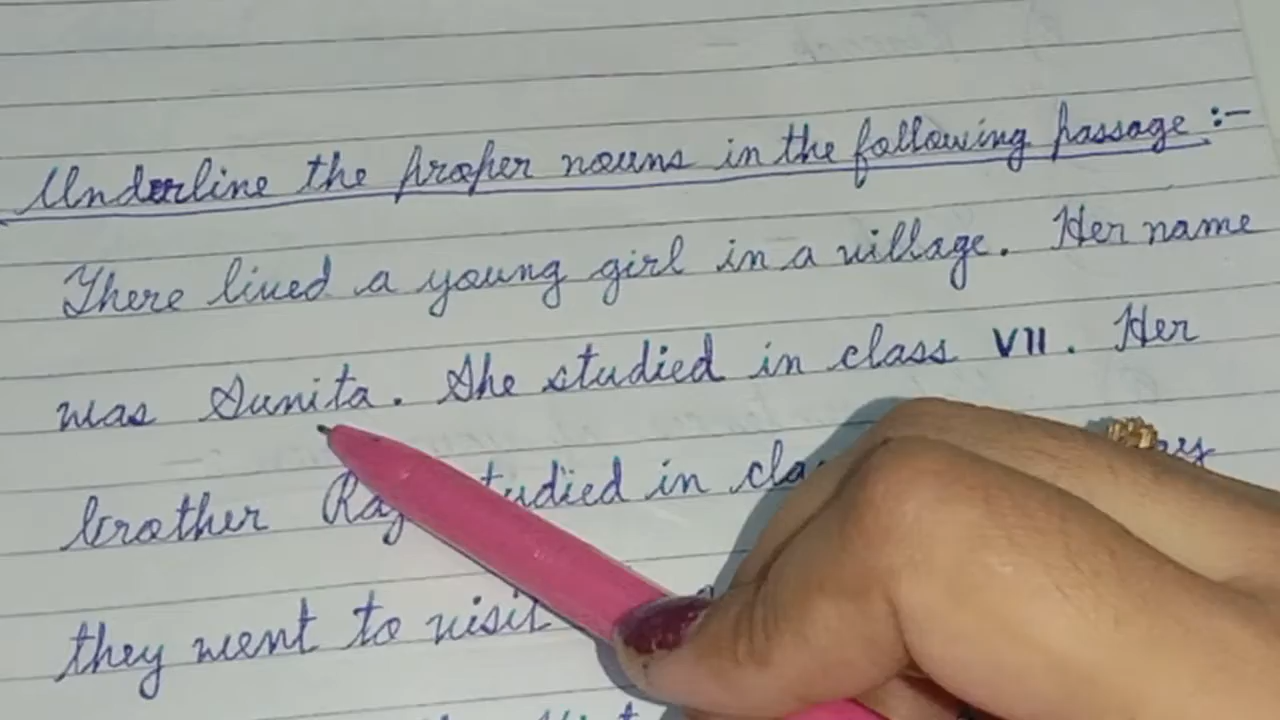 Underline the proper nouns in the following passage :-
There lived a young girl in a village. Her name
was Sunita. She studied in class VII. Her
brother studied in
they went to visit